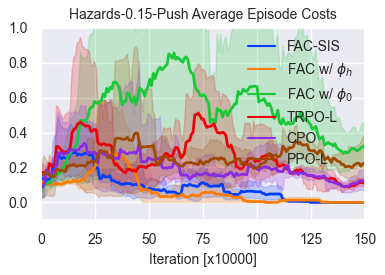 Hazards-0.15-Push Average Episode Costs
1.0
0.8
0.6
0.4
0.2
0.0
FAC-SIS
FAC w/ ϕh
FAC w/ ϕ0
TRPO-L
CPO
PPO-L
0 25 50 75 100 125 150
Iteration [x10000]